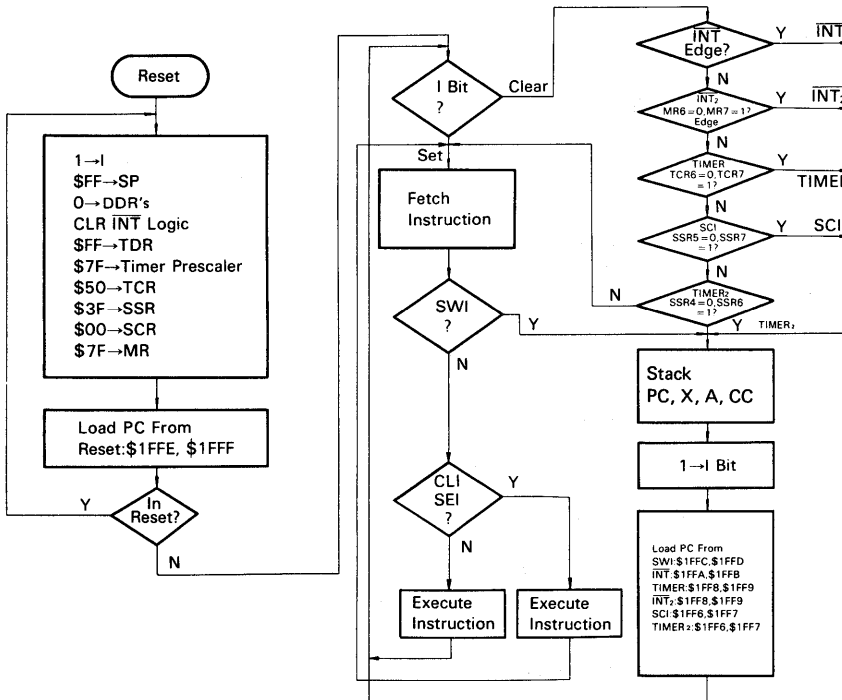 Reset
1→I
$FF→SP
0→DDR's
CLR INT Logic
$FF→TDR
$7F→Timer Prescaler
$50→TCR
$3F→SSR
$00→SCR
$7F→MR
Load PC From
Reset:$1FFE, $1FFF
In
Reset?
Y
N
I Bit
?
Clear
Set
Fetch
Instruction
SWI
?
Y
N
CLI
SEI
?
Y
N
Execute
Instruction
Execute
Instruction
INT
Edge?
Y
INT
N
INT₂
MR6=0,MR7=1?
Edge
Y
INT₂
N
TIMER
TCR6=0,TCR7
=1?
Y
TIMER
N
SCI
SSR5=0,SSR7
=1?
Y
SCI
N
TIMER₂
SSR4=0,SSR6
=1?
N
Y
TIMER₂
Stack
PC, X, A, CC
1→I Bit
Load PC From
SWI:$1FFC,$1FFD
INT:$1FFA,$1FFB
TIMER:$1FF8,$1FF9
INT₂:$1FF8,$1FF9
SCI:$1FF6,$1FF7
TIMER₂:$1FF6,$1FF7